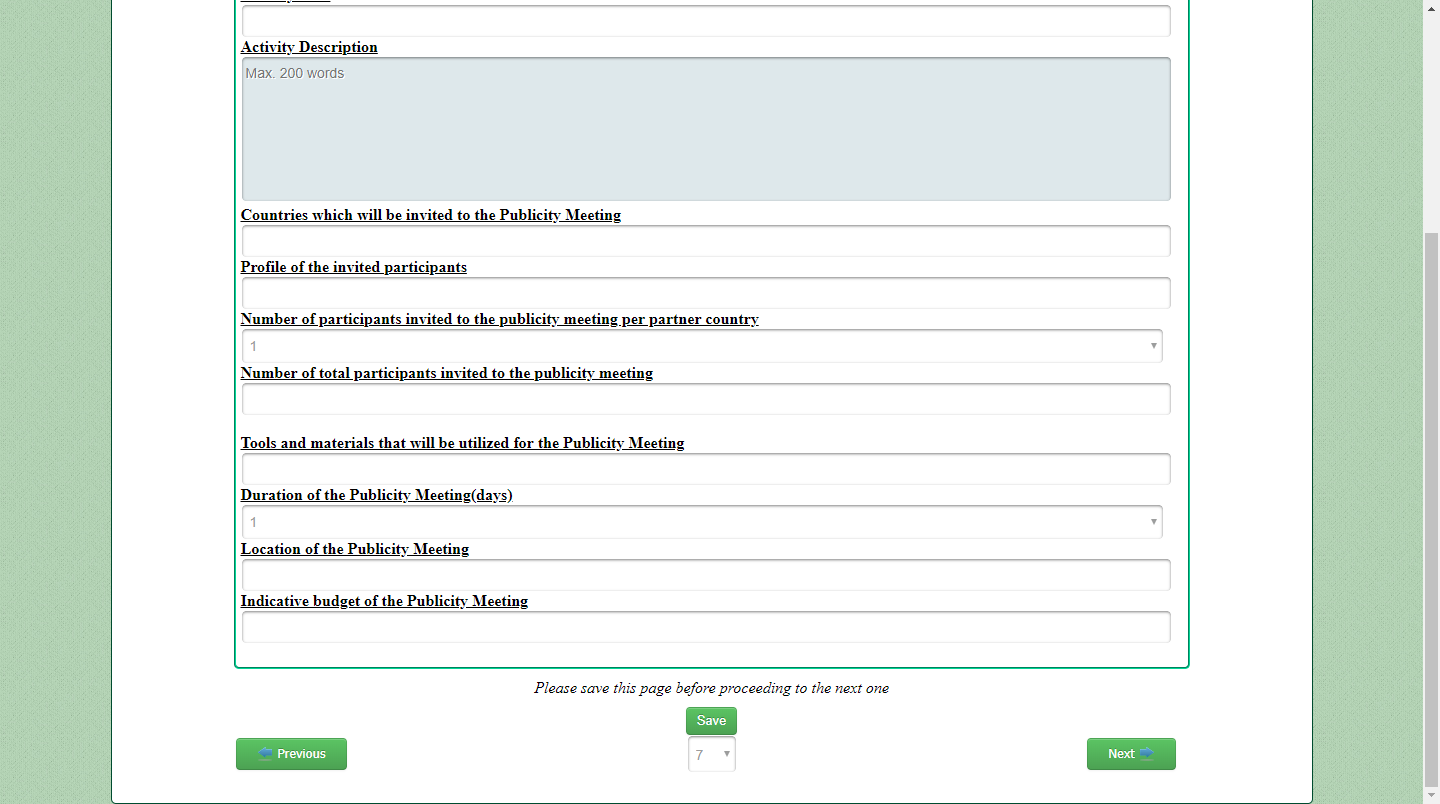 Activity Description
Max. 200 words
Countries which will be invited to the Publicity Meeting
Profile of the invited participants
Number of participants invited to the publicity meeting per partner country
1
Number of total participants invited to the publicity meeting
Tools and materials that will be utilized for the Publicity Meeting
Duration of the Publicity Meeting(days)
1
Location of the Publicity Meeting
Indicative budget of the Publicity Meeting
Please save this page before proceeding to the next one
Save
Previous
7
Next